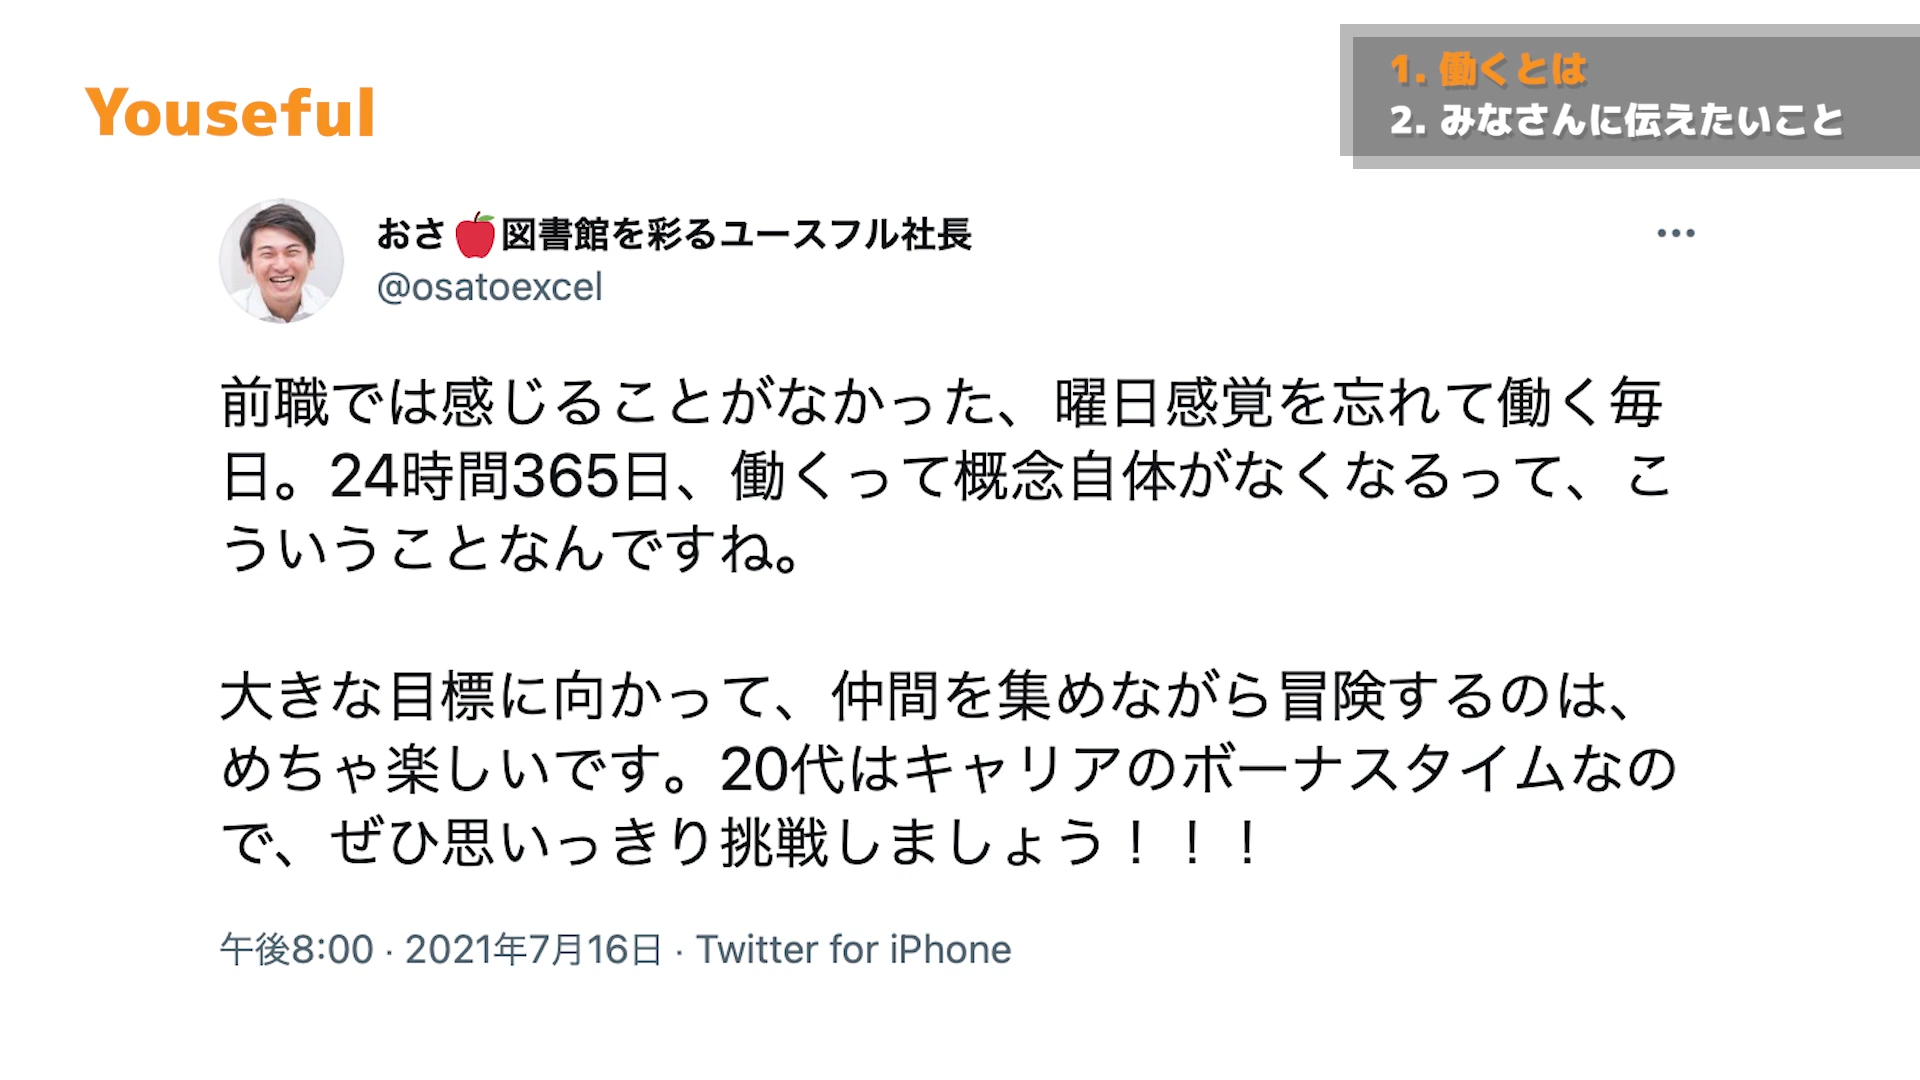 1. 働くとは
2. みなさんに伝えたいこと
Youseful
おさ🍎図書館を彩るユースフル社長
@osatoexcel
前職では感じることがなかった、曜日感覚を忘れて働く毎
日。24時間365日、働くって概念自体がなくなるって、こ
ういうことなんですね。
大きな目標に向かって、仲間を集めながら冒険するのは、
めちゃ楽しいです。20代はキャリアのボーナスタイムなの
で、ぜひ思いっきり挑戦しましょう！！！
午後8:00 · 2021年7月16日 · Twitter for iPhone